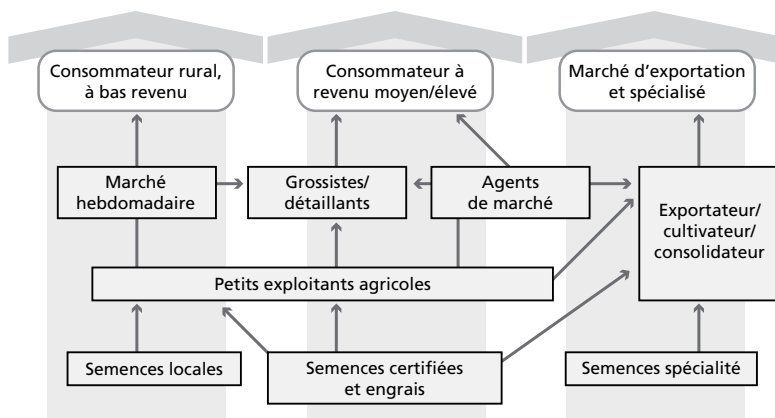 Consommateur rural,
à bas revenu
Consommateur à
revenu moyen/élevé
Marché d'exportation
et spécialisé
Marché
hebdomadaire
Grossistes/
détaillants
Agents
de marché
Exportateur/
cultivateur/
consolidateur
Petits exploitants agricoles
Semences locales
Semences certifiées
et engrais
Semences spécialité